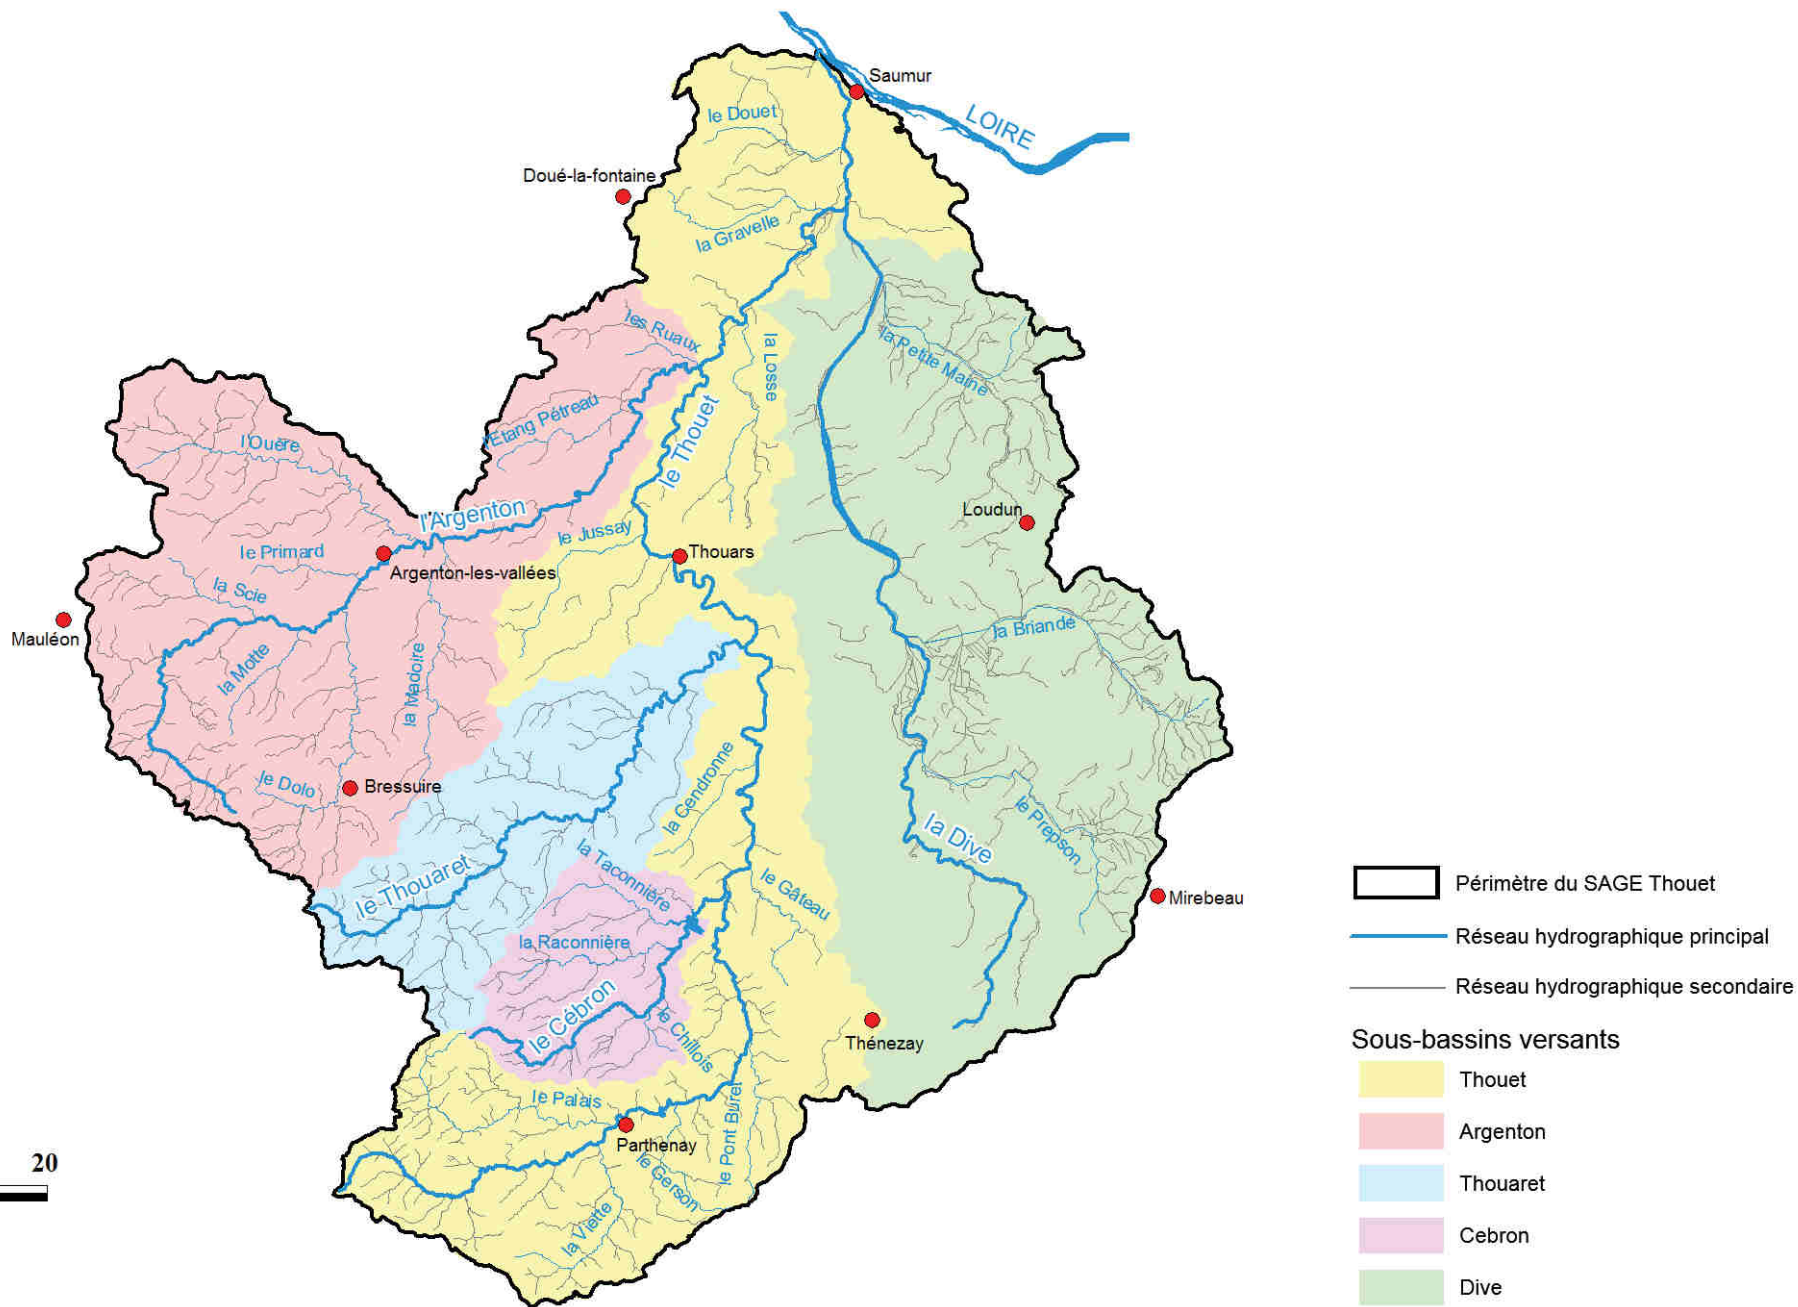 Saumur
LOIRE
le Douet
Doué-la-fontaine
la Gravelle
les Ruaux
la Losse
la Petite Maine
l'Etang Pétreau
le Thouet
l'Ouère
l'Argenton
Loudun
le Jussay
le Primard
Thouars
Argenton-les-vallées
la Scie
Mauléon
la Briande
la Motte
la Madoire
le Dolo
Bressuire
la Cendronne
la Dive
le Prepson
le Thouaret
la Taconnière
le Gâteau
Mirebeau
la Raconnière
le Cébron
le Chillois
Thénezay
le Palais
Parthenay
le Pont Buret
le Gerson
la Viette
20
Périmètre du SAGE Thouet
Réseau hydrographique principal
Réseau hydrographique secondaire
Sous-bassins versants
Thouet
Argenton
Thouaret
Cebron
Dive